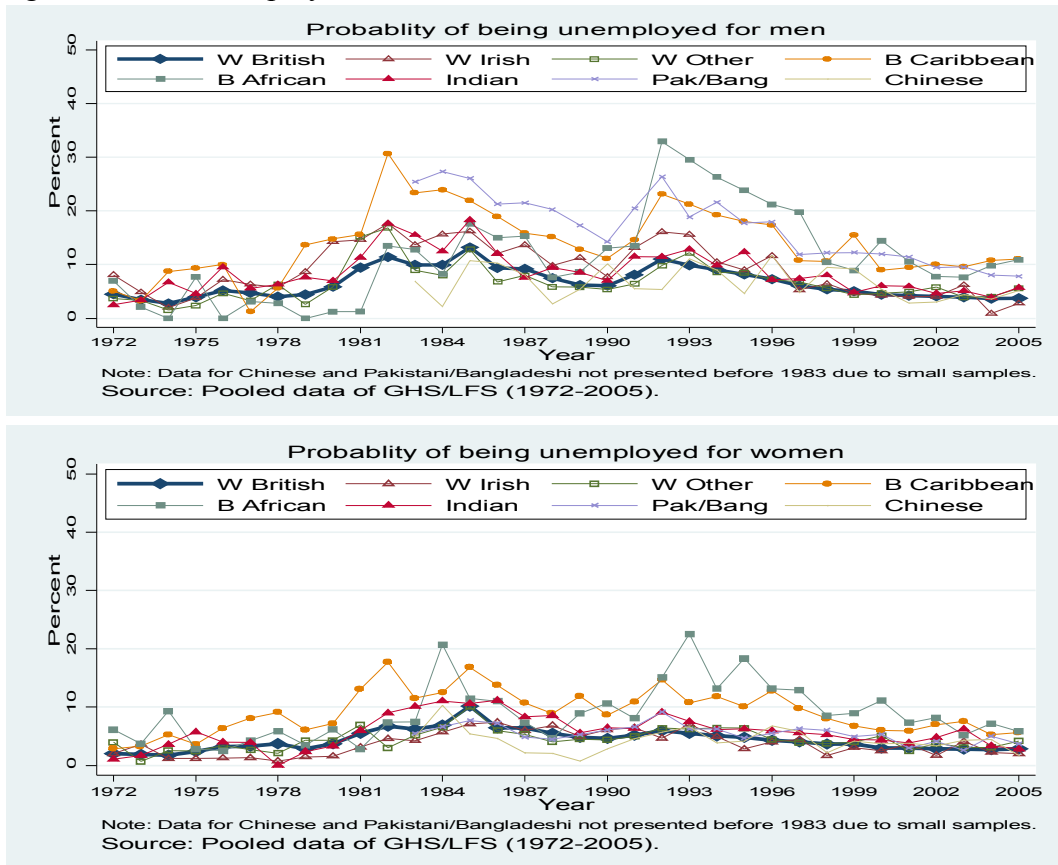 Probablity of being unemployed for men
50
40
30
20
10
0
Percent
W British W Irish W Other B Caribbean
B African Indian Pak/Bang Chinese
1972 1975 1978 1981 1984 1987 1990 1993 1996 1999 2002 2005
Year
Note: Data for Chinese and Pakistani/Bangladeshi not presented before 1983 due to small samples.
Source: Pooled data of GHS/LFS (1972-2005).
Probablity of being unemployed for women
50
40
30
20
10
0
Percent
W British W Irish W Other B Caribbean
B African Indian Pak/Bang Chinese
1972 1975 1978 1981 1984 1987 1990 1993 1996 1999 2002 2005
Year
Note: Data for Chinese and Pakistani/Bangladeshi not presented before 1983 due to small samples.
Source: Pooled data of GHS/LFS (1972-2005).